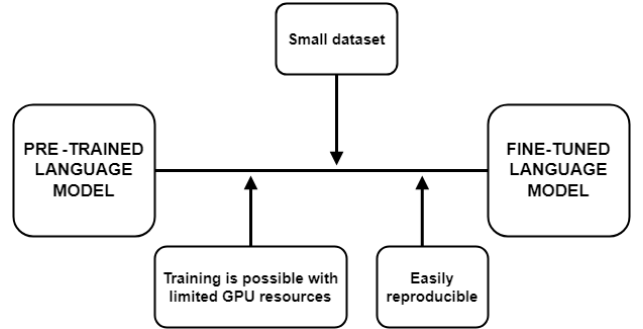 Small dataset
PRE -TRAINED
LANGUAGE
MODEL
FINE-TUNED
LANGUAGE
MODEL
Training is possible with
limited GPU resources
Easily
reproducible